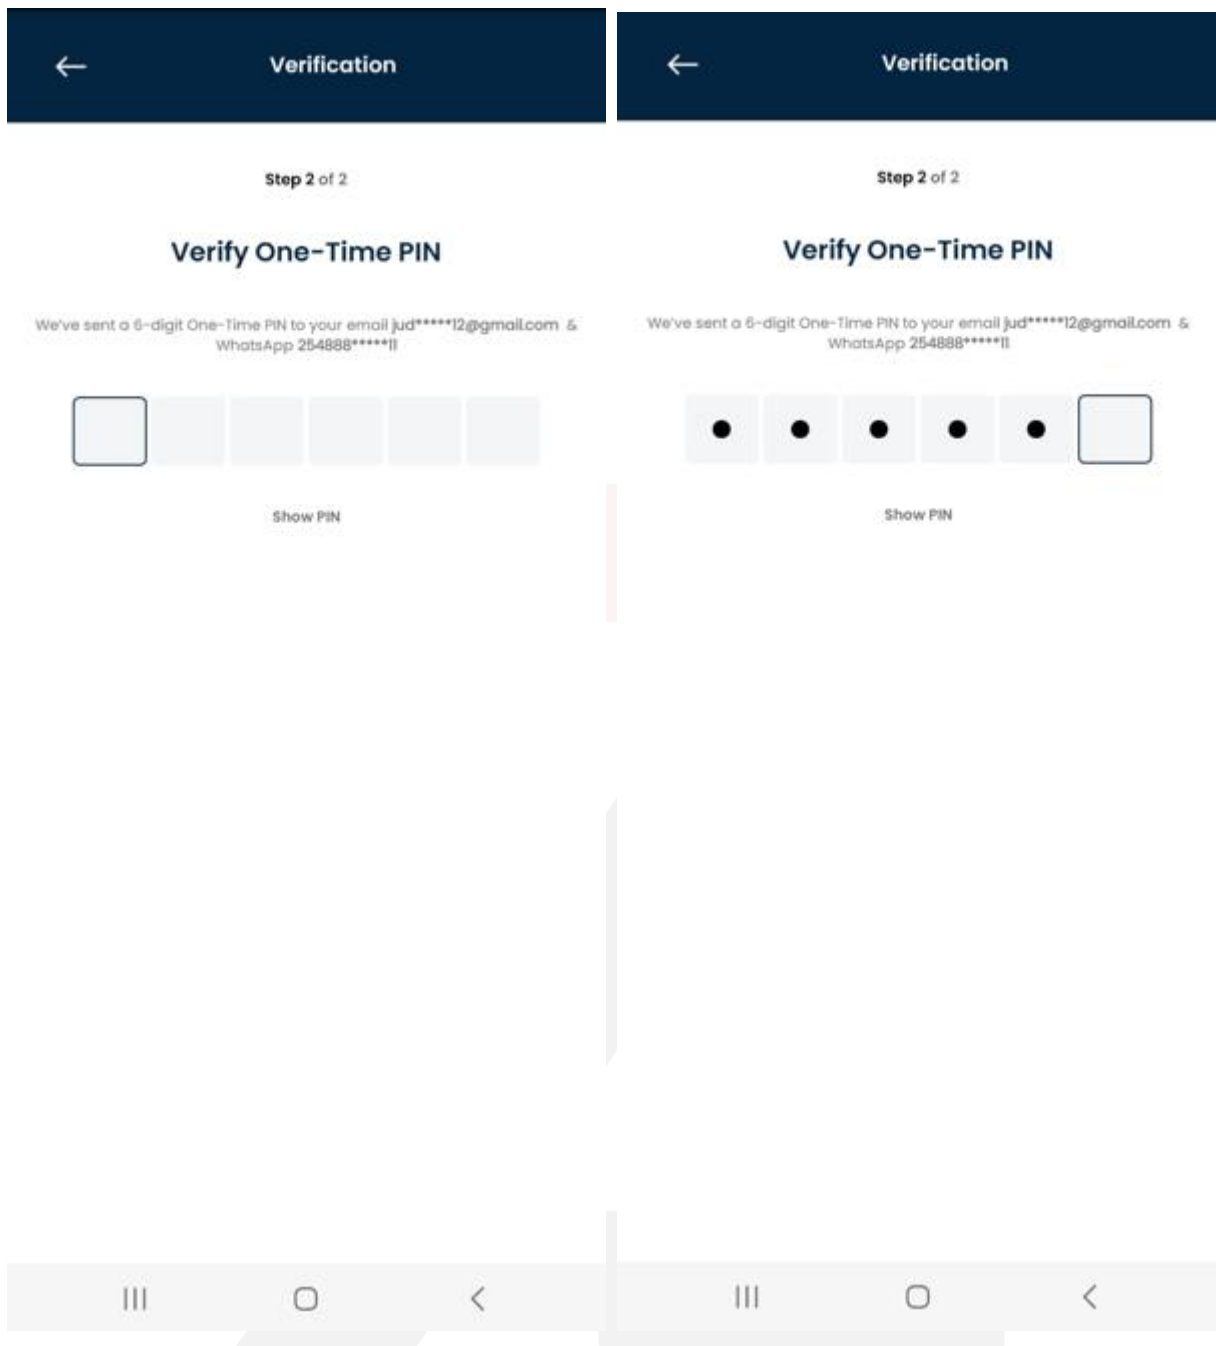 Verification
Step 2 of 2
Verify One-Time PIN
We've sent a 6-digit One-Time PIN to your email jud*****12@gmail.com &
WhatsApp 254888*****11
Show PIN
Verification
Step 2 of 2
Verify One-Time PIN
We've sent a 6-digit One-Time PIN to your email jud*****12@gmail.com &
WhatsApp 254888*****11
Show PIN